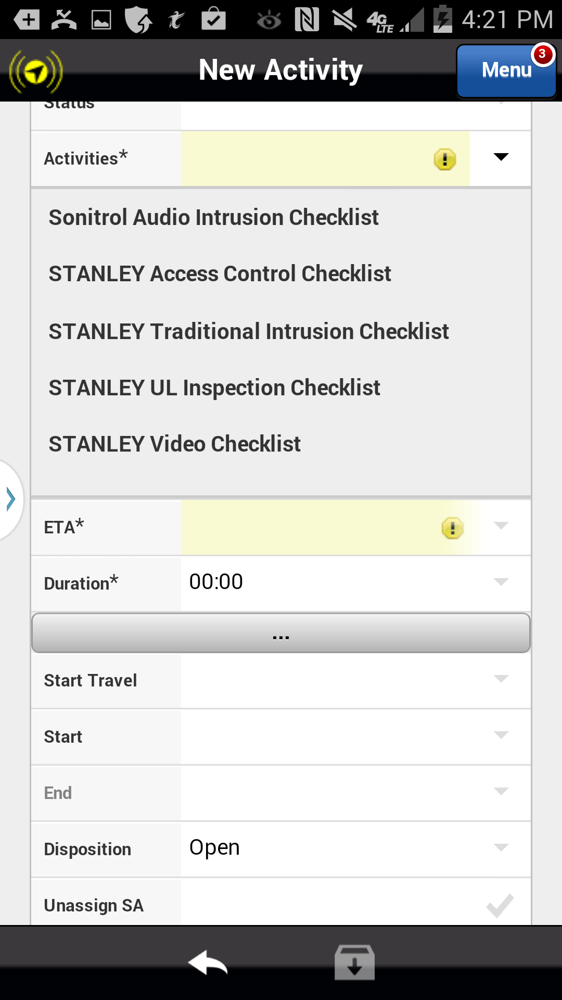 4G LTE 4:21 PM
New Activity
Menu 3
Status
Activities*
Sonitrol Audio Intrusion Checklist
STANLEY Access Control Checklist
STANLEY Traditional Intrusion Checklist
STANLEY UL Inspection Checklist
STANLEY Video Checklist
ETA*
Duration* 00:00
...
Start Travel
Start
End
Disposition Open
Unassign SA